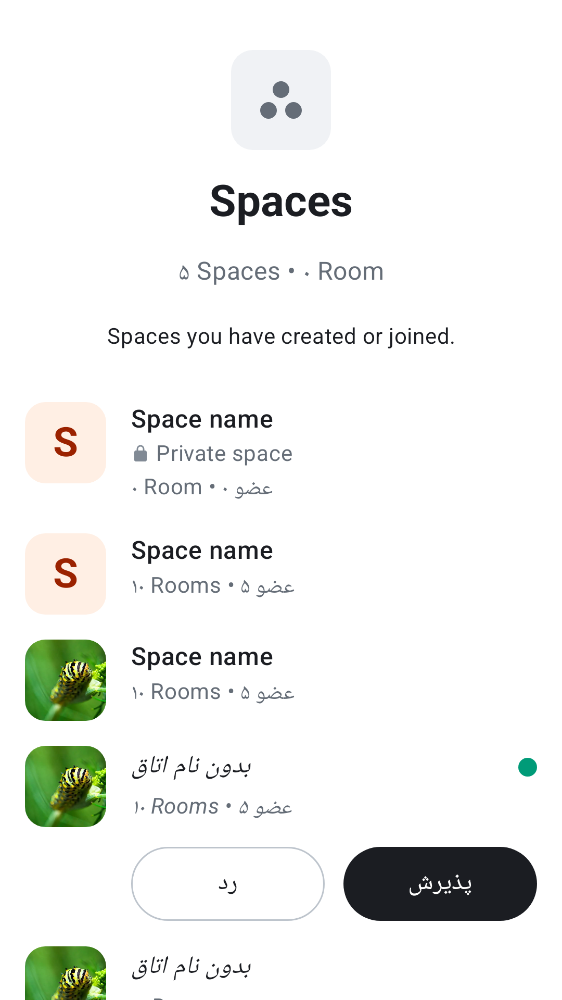 Spaces
۵ Spaces • ۰ Room
Spaces you have created or joined.
S
Space name
Private space
۰ Room • ۰ عضو
S
Space name
۱۰ Rooms • ۵ عضو
Space name
۱۰ Rooms • ۵ عضو
بدون نام اتاق
۱۰ Rooms • ۵ عضو
رد
پذیرش
بدون نام اتاق